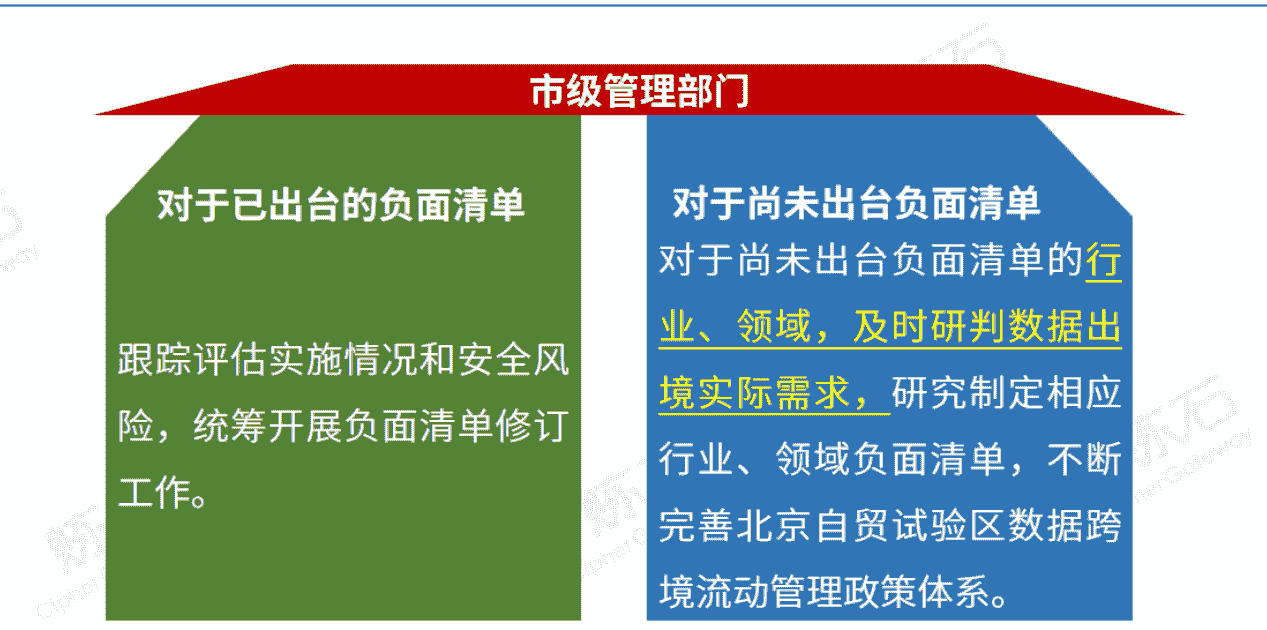 市级管理部门
对于已出台的负面清单
跟踪评估实施情况和安全风
险，统筹开展负面清单修订
工作。
对于尚未出台负面清单
对于尚未出台负面清单的行
业、领域，及时研判数据出
境实际需求，研究制定相应
行业、领域负面清单，不断
完善北京自贸试验区数据跨
境流动管理政策体系。
炼石
CipherGateway